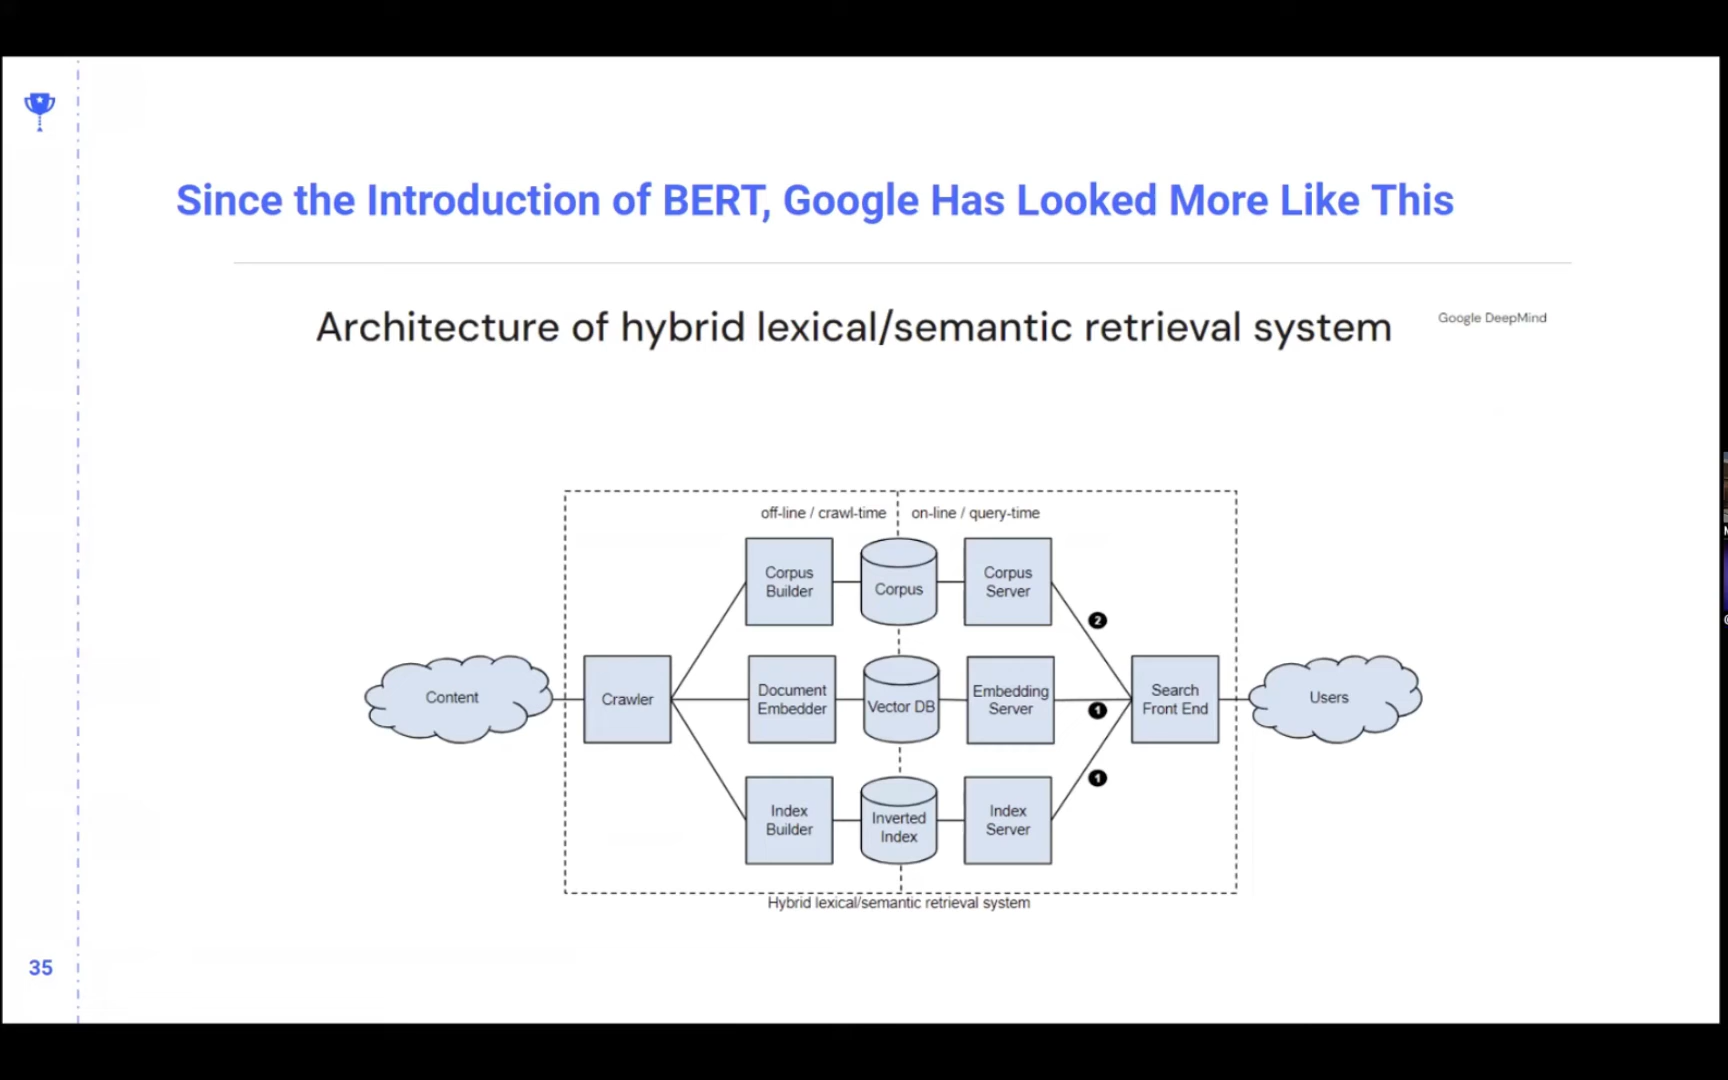 Since the Introduction of BERT, Google Has Looked More Like This
Architecture of hybrid lexical/semantic retrieval system
Google DeepMind
off-line / crawl-time
on-line / query-time
Corpus
Builder
Corpus
Corpus
Server
2
Content
Crawler
Document
Embedder
Vector DB
Embedding
Server
1
Search
Front End
Users
Index
Builder
Inverted
Index
Index
Server
1
Hybrid lexical/semantic retrieval system
35